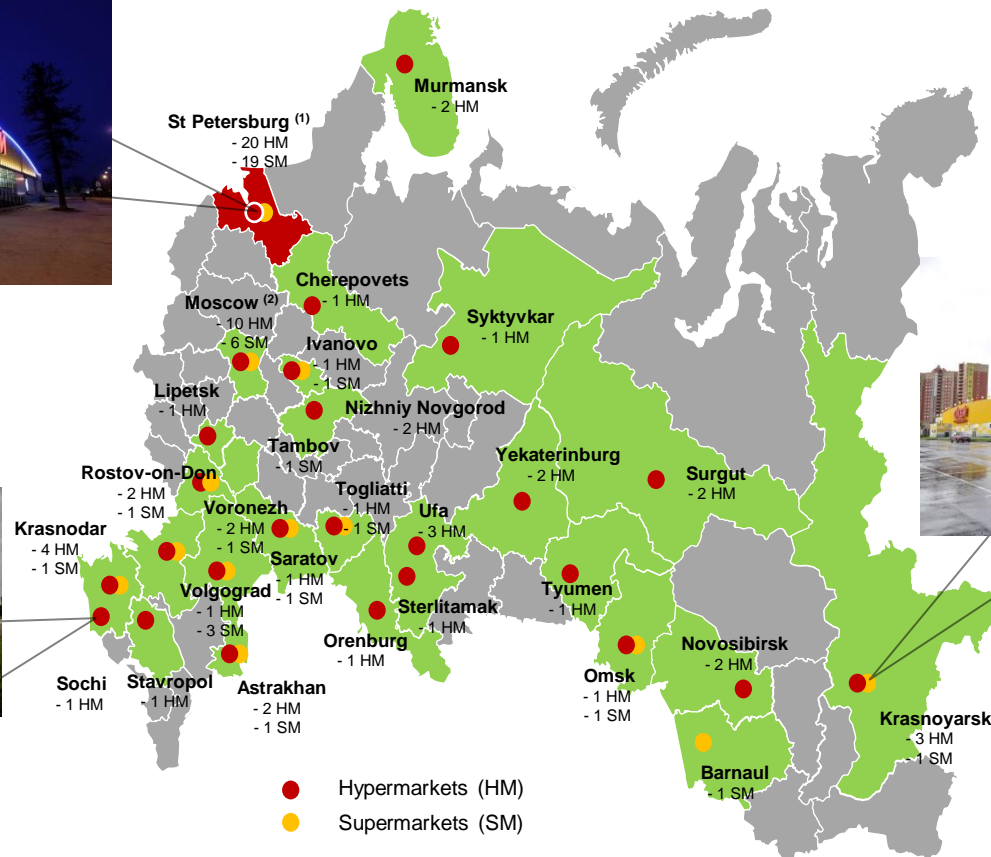 Murmansk
- 2 HM
St Petersburg (1)
- 20 HM
- 19 SM
Cherepovets
- 1 HM
Moscow (2)
- 10 HM
- 6 SM
Syktyvkar
- 1 HM
Ivanovo
- 1 HM
- 1 SM
Lipetsk
- 1 HM
Nizhniy Novgorod
- 2 HM
Tambov
- 1 SM
Yekaterinburg
- 2 HM
Surgut
- 2 HM
Rostov-on-Don
- 2 HM
- 1 SM
Togliatti
- 1 HM
- 1 SM
Voronezh
- 2 HM
- 1 SM
Ufa
- 3 HM
Krasnodar
- 4 HM
- 1 SM
Saratov
- 1 HM
- 1 SM
Volgograd
- 1 HM
- 3 SM
Tyumen
- 1 HM
Sterlitamak
- 1 HM
Orenburg
- 1 HM
Novosibirsk
- 2 HM
Omsk
- 1 HM
- 1 SM
Sochi
- 1 HM
Stavropol
- 1 HM
Astrakhan
- 2 HM
- 1 SM
Krasnoyarsk
- 3 HM
- 1 SM
Barnaul
- 1 SM
Hypermarkets (HM)
Supermarkets (SM)